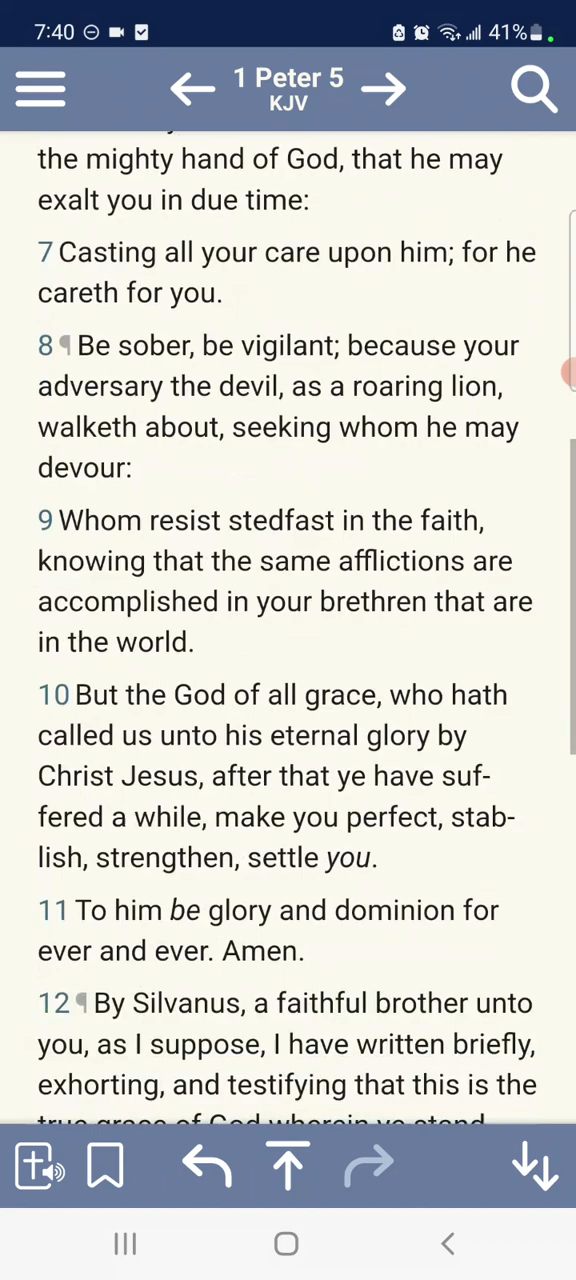 7:40
41%
1 Peter 5
KJV
the mighty hand of God, that he may
exalt you in due time:
7 Casting all your care upon him; for he
careth for you.
8 ¶ Be sober, be vigilant; because your
adversary the devil, as a roaring lion,
walketh about, seeking whom he may
devour:
9 Whom resist stedfast in the faith,
knowing that the same afflictions are
accomplished in your brethren that are
in the world.
10 But the God of all grace, who hath
called us unto his eternal glory by
Christ Jesus, after that ye have suf-
fered a while, make you perfect, stab-
lish, strengthen, settle you.
11 To him be glory and dominion for
ever and ever. Amen.
12 ¶ By Silvanus, a faithful brother unto
you, as I suppose, I have written briefly,
exhorting, and testifying that this is the
true grace of God wherein ye stand